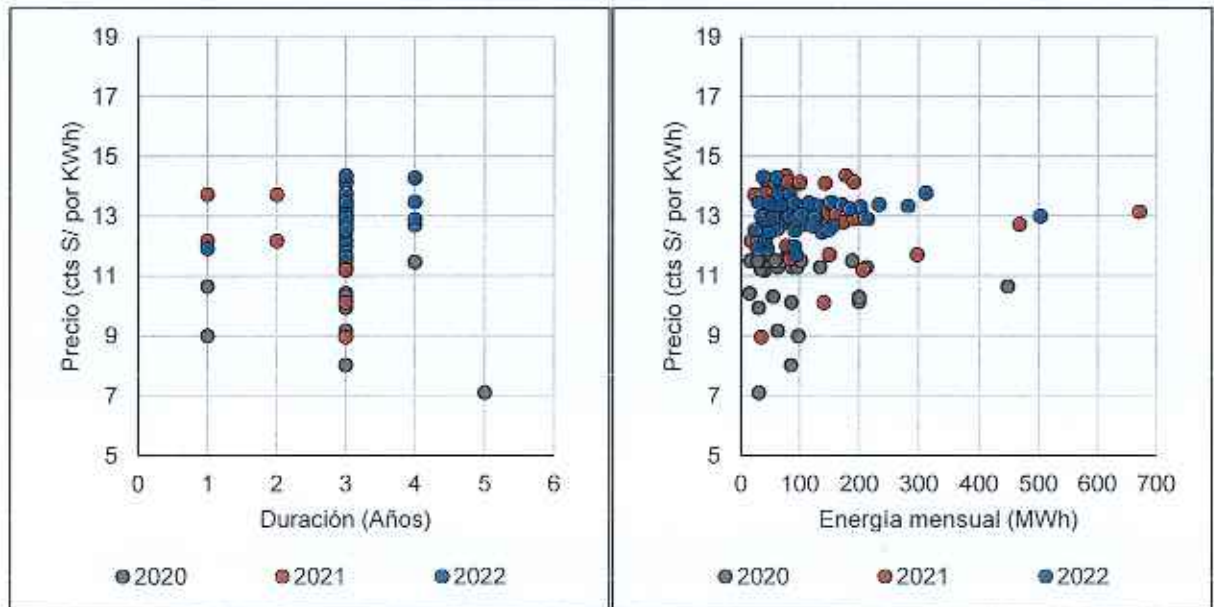 19
17
15
13
11
9
7
5
Precio (cts S/ por KWh)
0 1 2 3 4 5 6
Duración (Años)
2020 2021 2022
19
17
15
13
11
9
7
5
Precio (cts S/ por KWh)
0 100 200 300 400 500 600 700
Energía mensual (MWh)
2020 2021 2022